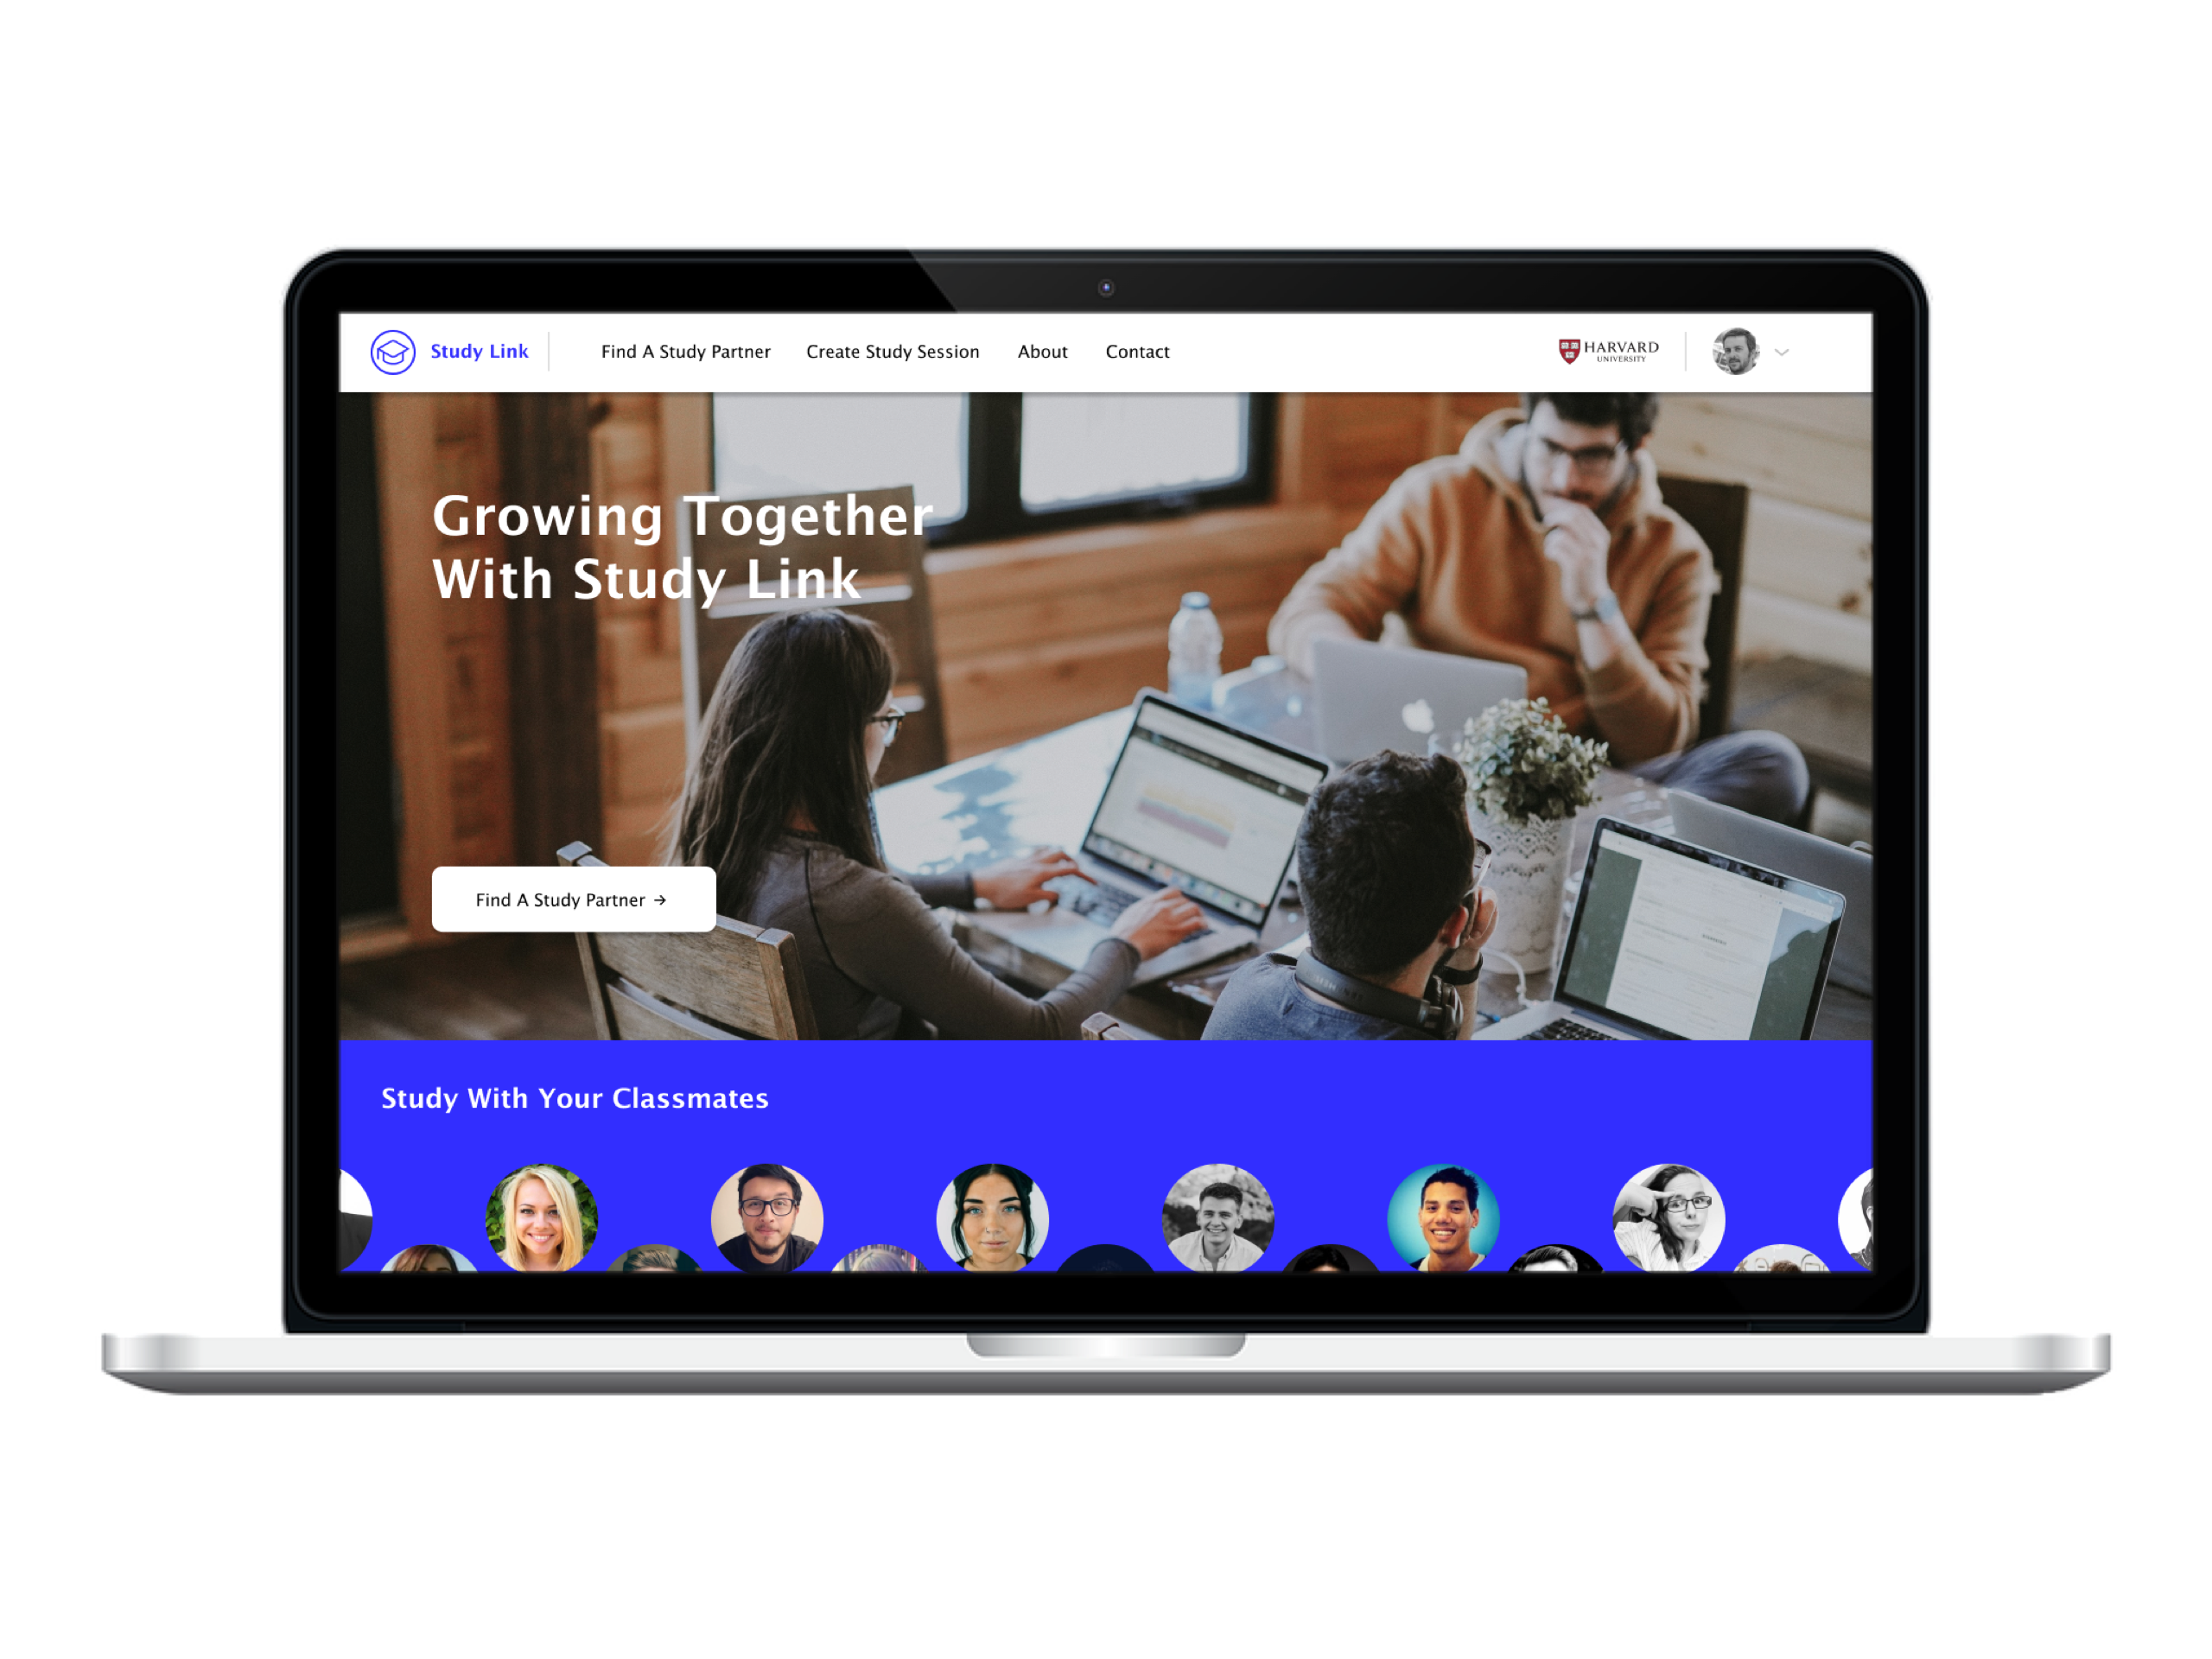 Study Link
Find A Study Partner
Create Study Session
About
Contact
HARVARD
UNIVERSITY
Growing Together
With Study Link
Find A Study Partner →
Study With Your Classmates